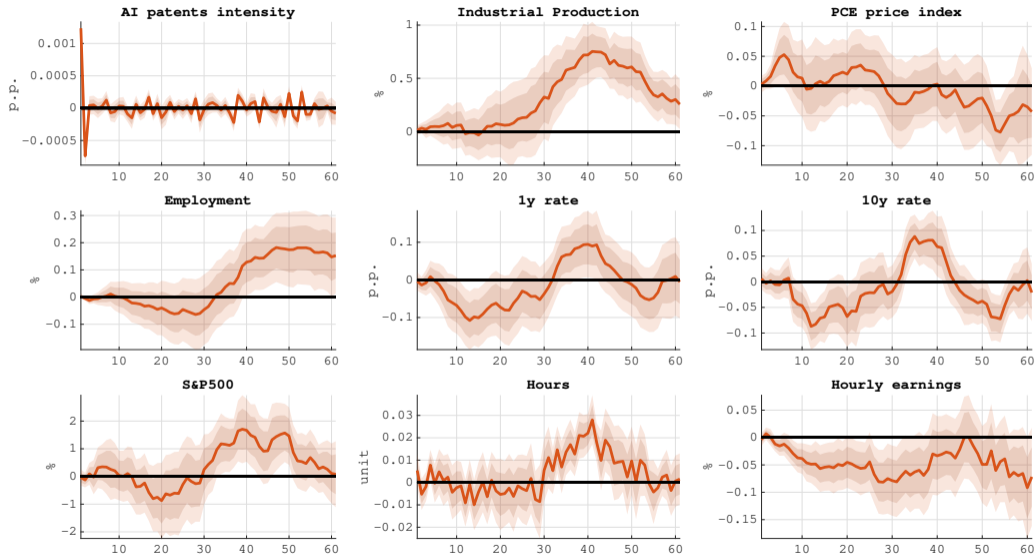 AI patents intensity
p.p.
0.001
0.0005
0
-0.0005
10 20 30 40 50 60
Industrial Production
%
1
0.5
0
10 20 30 40 50 60
PCE price index
%
0.1
0.05
0
-0.05
-0.1
10 20 30 40 50 60
Employment
%
0.3
0.2
0.1
0
-0.1
10 20 30 40 50 60
1y rate
p.p.
0.1
0
-0.1
10 20 30 40 50 60
10y rate
p.p.
0.1
0.05
0
-0.05
-0.1
10 20 30 40 50 60
S&P500
%
2
1
0
-1
-2
10 20 30 40 50 60
Hours
unit
0.03
0.02
0.01
0
-0.01
-0.02
10 20 30 40 50 60
Hourly earnings
%
0.05
0
-0.05
-0.1
-0.15
10 20 30 40 50 60